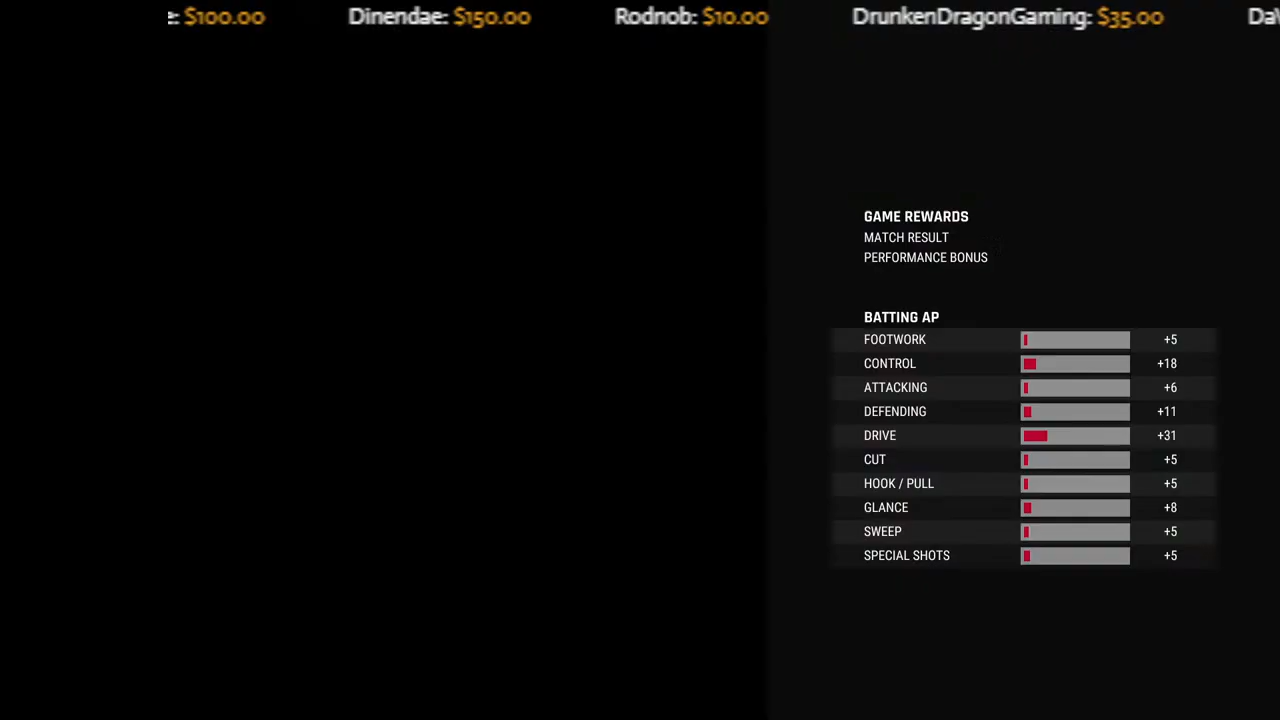 : $100.00 Dinendae: $150.00 Rodnob: $10.00 DrunkenDragonGaming: $35.00
GAME REWARDS
MATCH RESULT
PERFORMANCE BONUS
BATTING AP
FOOTWORK +5
CONTROL +18
ATTACKING +6
DEFENDING +11
DRIVE +31
CUT +5
HOOK / PULL +5
GLANCE +8
SWEEP +5
SPECIAL SHOTS +5